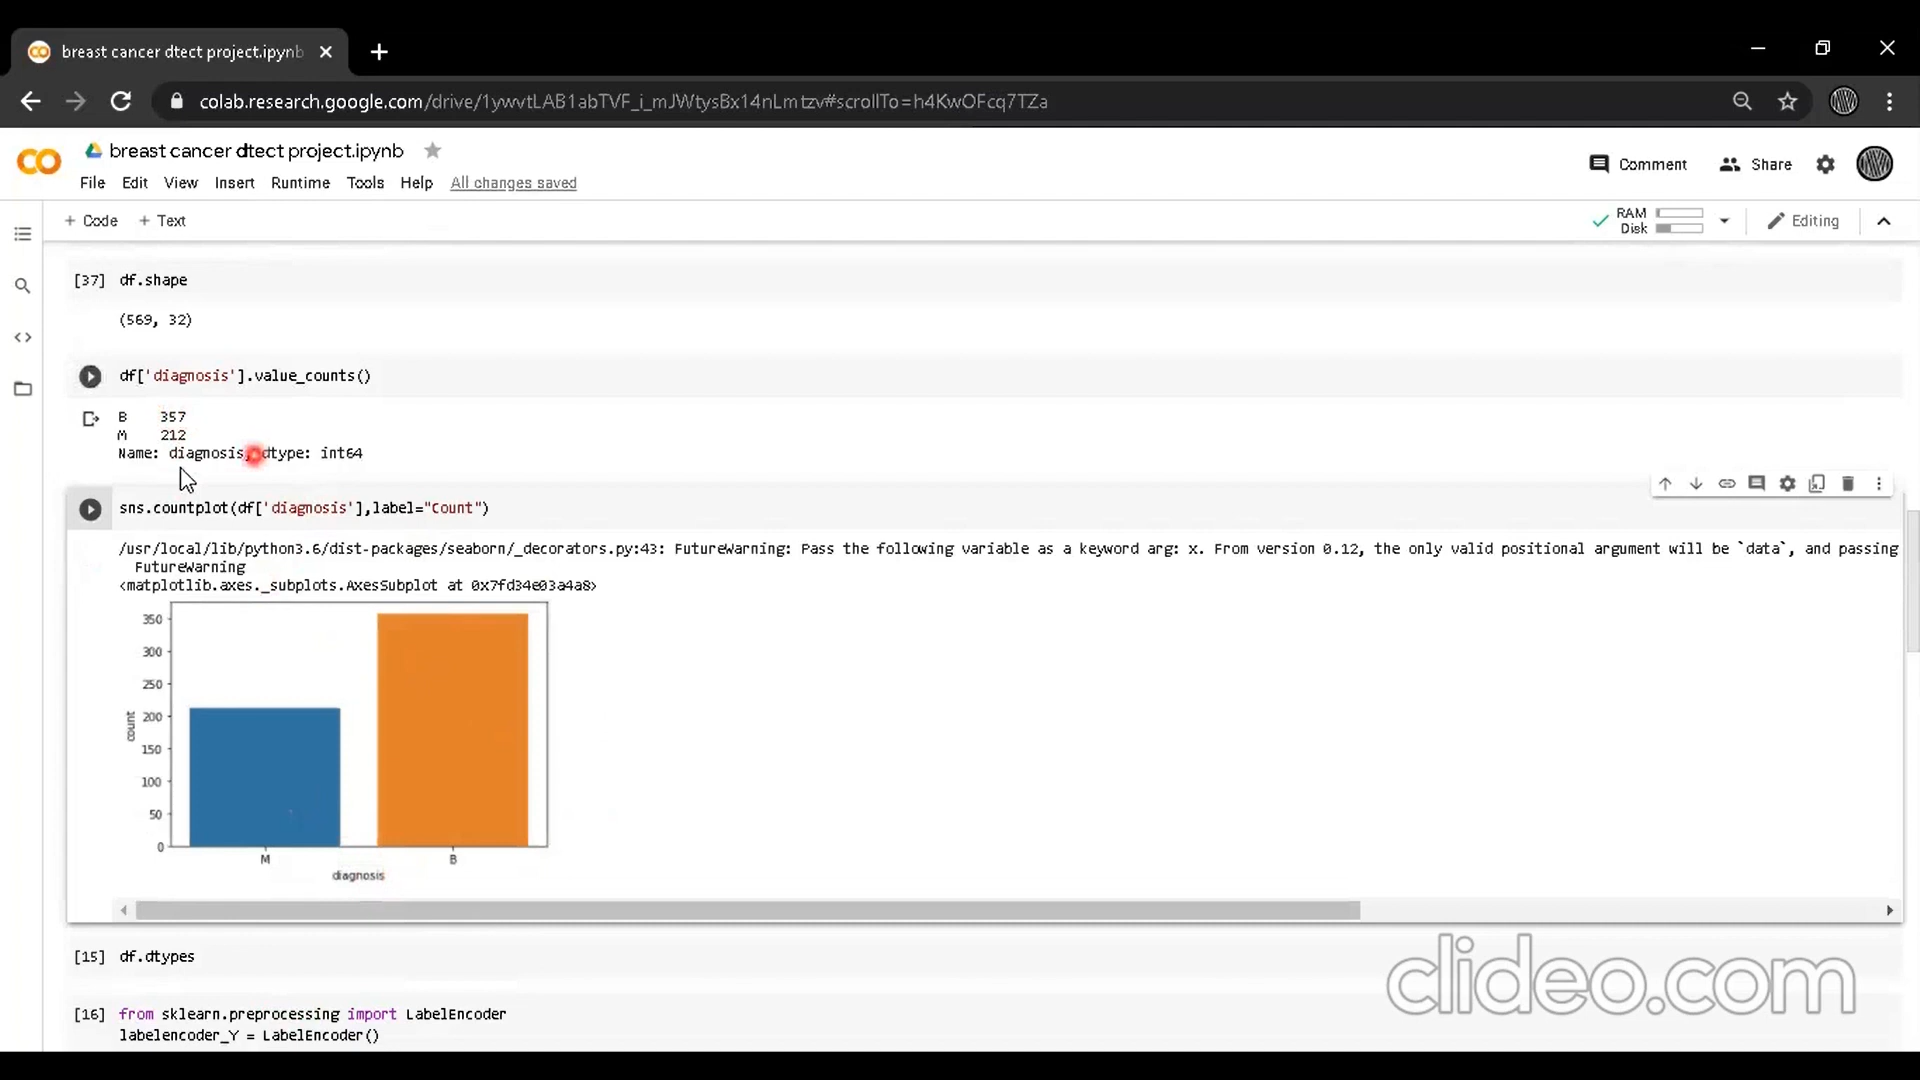 breast cancer dtect project.ipynb
colab.research.google.com/drive/1ywvtLAB1abTVF_i_mJWtysBx14nLmtzv#scrollTo=h4KwOFcq7TZa
CO
breast cancer dtect project.ipynb
Comment
Share
File Edit View Insert Runtime Tools Help All changes saved
+ Code + Text
RAM
Disk
Editing
[37] df.shape
(569, 32)
df['diagnosis'].value_counts()
B 357
M 212
Name: diagnosis, dtype: int64
sns.countplot(df['diagnosis'],label="Count")
/usr/local/lib/python3.6/dist-packages/seaborn/_decorators.py:43: FutureWarning: Pass the following variable as a keyword arg: x. From version 0.12, the only valid positional argument will be `data`, and passing
FutureWarning
<matplotlib.axes._subplots.AxesSubplot at 0x7fd34e03a4a8>
350
300
250
200
150
100
50
0
count
M B
diagnosis
[15] df.dtypes
[16] from sklearn.preprocessing import LabelEncoder
labelencoder_Y = LabelEncoder()
clideo.com